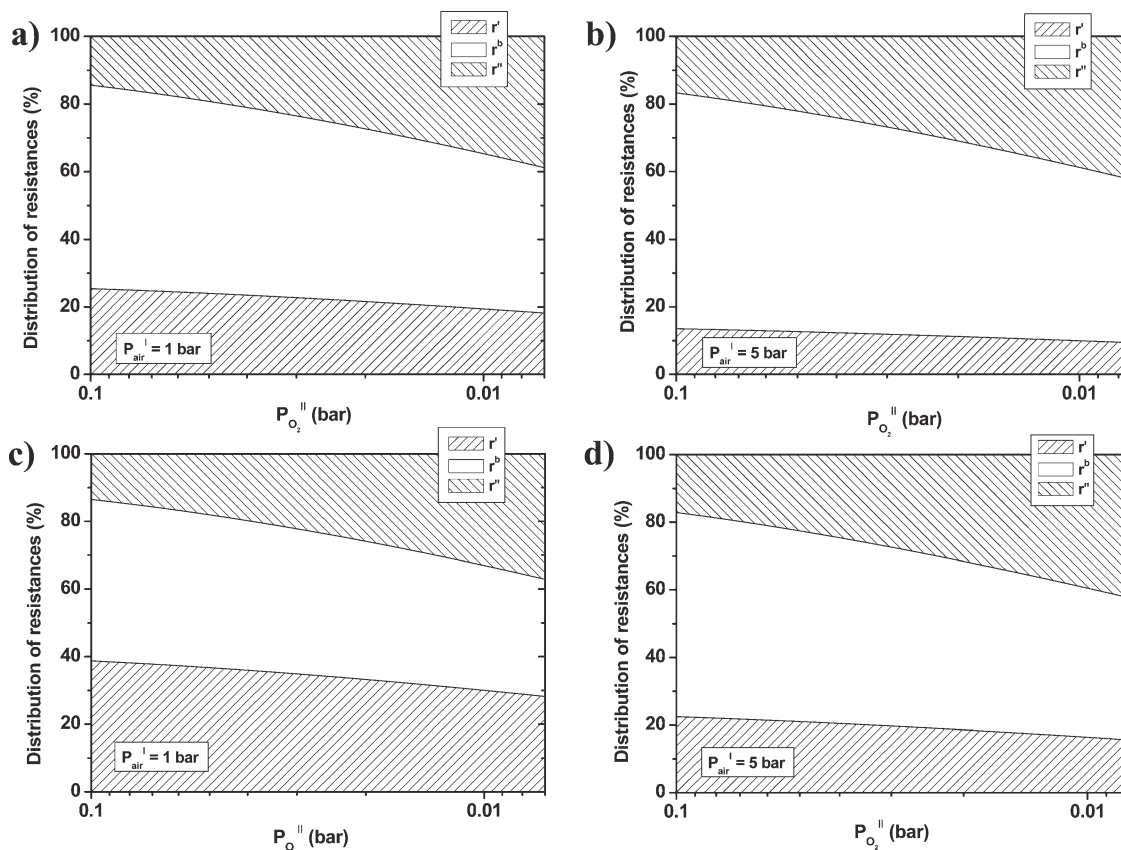 a)
r'
r^b
r''
Distribution of resistances (%)
100
80
60
40
20
0
P_air^I = 1 bar
0.1
0.01
P_O₂^II (bar)
b)
r'
r^b
r''
Distribution of resistances (%)
100
80
60
40
20
0
P_air^I = 5 bar
0.1
0.01
P_O₂^II (bar)
c)
r'
r^b
r''
Distribution of resistances (%)
100
80
60
40
20
0
P_air^I = 1 bar
0.1
0.01
P_O^II (bar)
d)
r'
r^b
r''
Distribution of resistances (%)
100
80
60
40
20
0
P_air^I = 5 bar
0.1
0.01
P_O₂^II (bar)